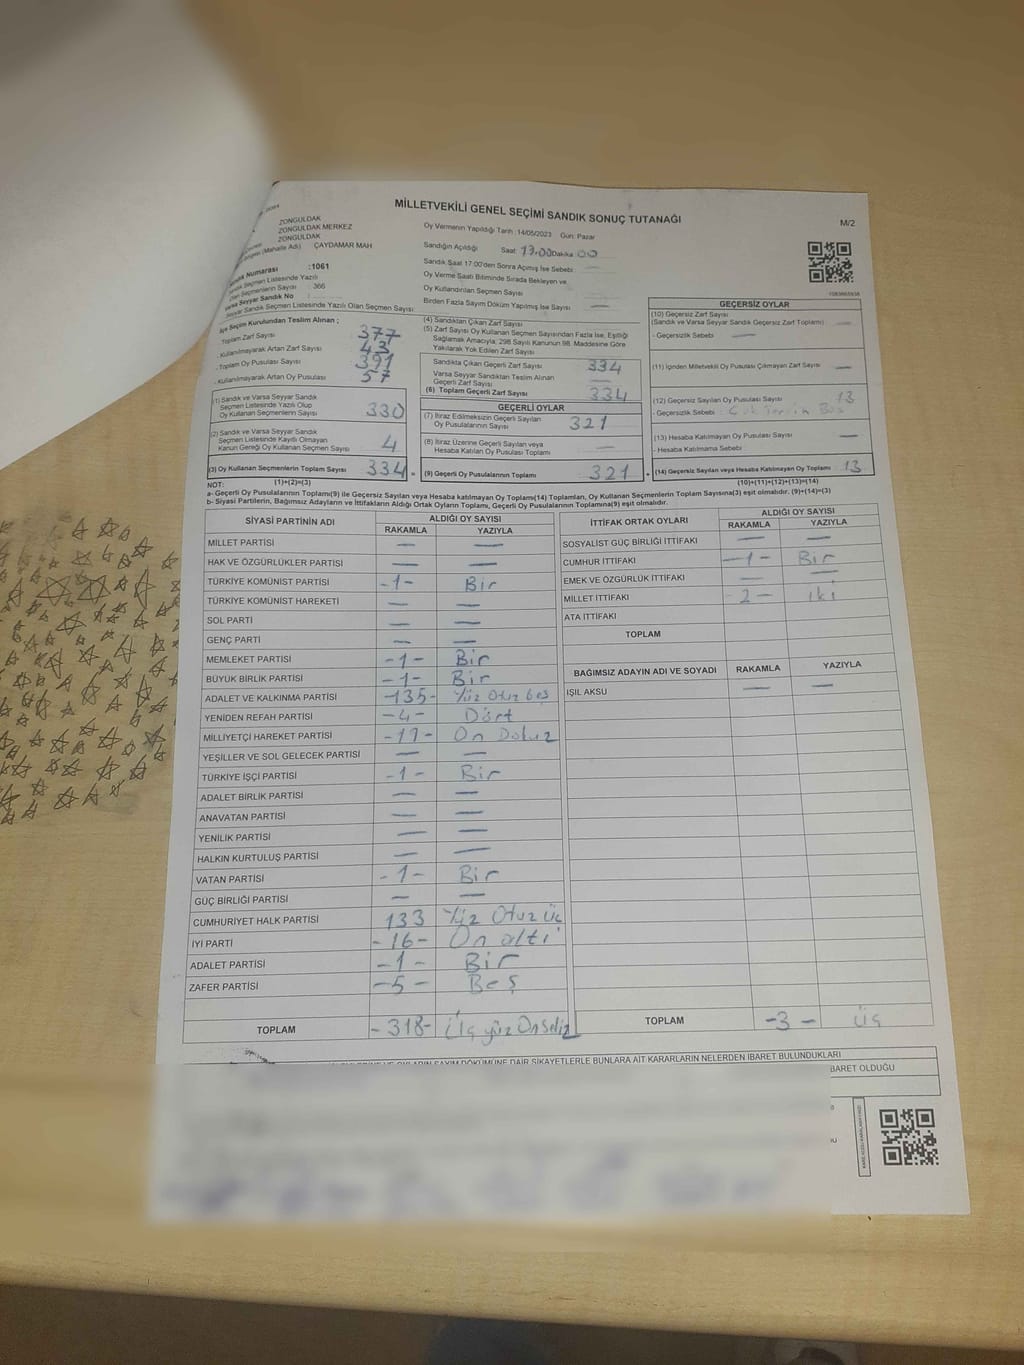 MİLLETVEKİLİ GENEL SEÇİMİ SANDIK SONUÇ TUTANAĞI
M/2
ZONGULDAK
ZONGULDAK MERKEZ
ZONGULDAK
(Mahalle Adı) ÇAYDAMAR MAH
Numarası :1061
Seçmen Listesinde Yazılı
Olan Seçmenlerin Sayısı 366
Varsa Seyyar Sandık No
Seyyar Sandık Seçmen Listesinde Yazılı Olan Seçmen Sayısı
Oy Vermenin Yapıldığı Tarih : 14/05/2023 Gün: Pazar
Sandığın Açıldığı Saat: Dakika 00
Sandık Saat 17:00'den Sonra Açılmış İse Sebebi:
Oy Verme Saati Bitiminde Sırada Bekleyen ve
Oy Kullandırılan Seçmen Sayısı
Birden Fazla Sayım Döküm Yapılmış İse Sayısı —
İlçe Seçim Kurulundan Teslim Alınan ;
Toplam Zarf Sayısı 377
- Kullanılmayarak Artan Zarf Sayısı 43
- Toplam Oy Pusulası Sayısı 391
- Kullanılmayarak Artan Oy Pusulası 57
(1) Sandık ve Varsa Seyyar Sandık
Seçmen Listesinde Yazılı Olup
Oy Kullanan Seçmenlerin Sayısı 330
(2) Sandık ve Varsa Seyyar Sandık
Seçmen Listesinde Kayıtlı Olmayan
Kanun Gereği Oy Kullanan Seçmen Sayısı 4
(3) Oy Kullanan Seçmenlerin Toplam Sayısı 334
(1)+(2)=(3)
(4) Sandıktan Çıkan Zarf Sayısı
(5) Zarf Sayısı Oy Kullanan Seçmen Sayısından Fazla İse, Eşitliği
Sağlamak Amacıyla; 298 Sayılı Kanunun 98. Maddesine Göre
Yakılarak Yok Edilen Zarf Sayısı
Sandıkta Çıkan Geçerli Zarf Sayısı 334
Varsa Seyyar Sandıktan Teslim Alınan
Geçerli Zarf Sayısı —
(6) Toplam Geçerli Zarf Sayısı 334
GEÇERLİ OYLAR
(7) İtiraz Edilmeksizin Geçerli Sayılan
Oy Pusulasının Sayısı 321
(8) İtiraz Üzerine Geçerli Sayılan veya
Hesaba Katılan Oy Pusulası Toplamı —
(9) Geçerli Oy Pusulalarının Toplamı 321
GEÇERSİZ OYLAR
(10) Geçersiz Zarf Sayısı
(Sandık ve Varsa Seyyar Sandık Geçersiz Zarf Toplamı) —
- Geçersizlik Sebebi: —
(11) İçinden Milletvekili Oy Pusulası Çıkmayan Zarf Sayısı —
(12) Geçersiz Sayılan Oy Pusulası Sayısı 13
- Geçersizlik Sebebi :
(13) Hesaba Katılmayan Oy Pusulası Sayısı —
- Hesaba Katılmama Sebebi
(14) Geçersiz Sayılan veya Hesaba Katılmayan Oy Toplamı 13
(10)+(11)+(12)+(13)=(14)
NOT:
a- Geçerli Oy Pusulalarının Toplamı(9) ile Geçersiz Sayılan veya Hesaba katılmayan Oy Toplamı(14) Toplamları, Oy Kullanan Seçmenlerin Toplam Sayısına(3) eşit olmalıdır. (9)+(14)=(3)
b- Siyasi Partilerin, Bağımsız Adayların ve İttifakların Aldığı Ortak Oyların Toplamı, Geçerli Oy Pusulalarının Toplamına(9) eşit olmalıdır.
SİYASİ PARTİNİN ADI ALDIĞI OY SAYISI
RAKAMLA YAZIYLA
MİLLET PARTİSİ — —
HAK VE ÖZGÜRLÜKLER PARTİSİ — —
TÜRKİYE KOMÜNİST PARTİSİ -1- Bir
TÜRKİYE KOMÜNİST HAREKETİ — —
SOL PARTİ — —
GENÇ PARTİ — —
MEMLEKET PARTİSİ -1- Bir
BÜYÜK BİRLİK PARTİSİ -1- Bir
ADALET VE KALKINMA PARTİSİ -135- Yüz Otuz beş
YENİDEN REFAH PARTİSİ -4- Dört
MİLLİYETÇİ HAREKET PARTİSİ -19- On Dokuz
YEŞİLLER VE SOL GELECEK PARTİSİ — —
TÜRKİYE İŞÇİ PARTİSİ -1- Bir
ADALET BİRLİK PARTİSİ — —
ANAVATAN PARTİSİ — —
YENİLİK PARTİSİ — —
HALKIN KURTULUŞ PARTİSİ — —
VATAN PARTİSİ -1- Bir
GÜÇ BİRLİĞİ PARTİSİ — —
CUMHURİYET HALK PARTİSİ 133 Yüz Otuz üç
İYİ PARTİ -16- On altı
ADALET PARTİSİ -1- Bir
ZAFER PARTİSİ -5- Beş
TOPLAM -318- Üç yüz Onsekiz
İTTİFAK ORTAK OYLARI ALDIĞI OY SAYISI
RAKAMLA YAZIYLA
SOSYALİST GÜÇ BİRLİĞİ İTTİFAKI — —
CUMHUR İTTİFAKI -1- Bir
EMEK VE ÖZGÜRLÜK İTTİFAKI — —
MİLLET İTTİFAKI -2- iki
ATA İTTİFAKI
TOPLAM
BAĞIMSIZ ADAYIN ADI VE SOYADI RAKAMLA YAZIYLA
IŞIL AKSU — —
TOPLAM -3- Üç
OYLARIN SAYIM DÖKÜMÜNE DAİR ŞİKAYETLERLE BUNLARA AİT KARARLARIN NELERDEN İBARET BULUNDUKLARI
BARET OLDUĞU